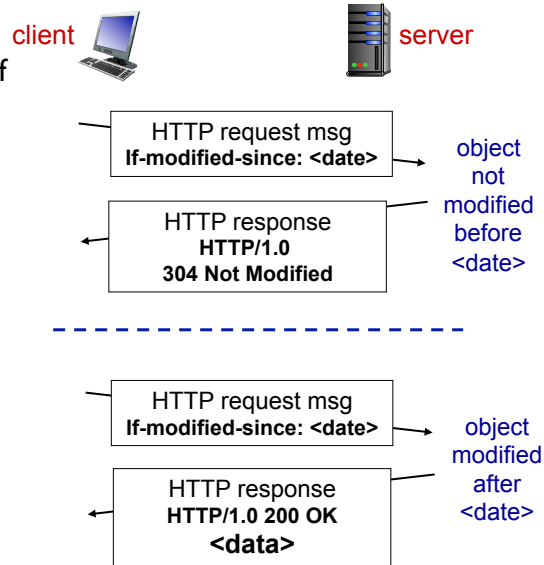 client
server
f
HTTP request msg
If-modified-since: <date>
object
not
modified
before
<date>
HTTP response
HTTP/1.0
304 Not Modified
HTTP request msg
If-modified-since: <date>
object
modified
after
<date>
HTTP response
HTTP/1.0 200 OK
<data>